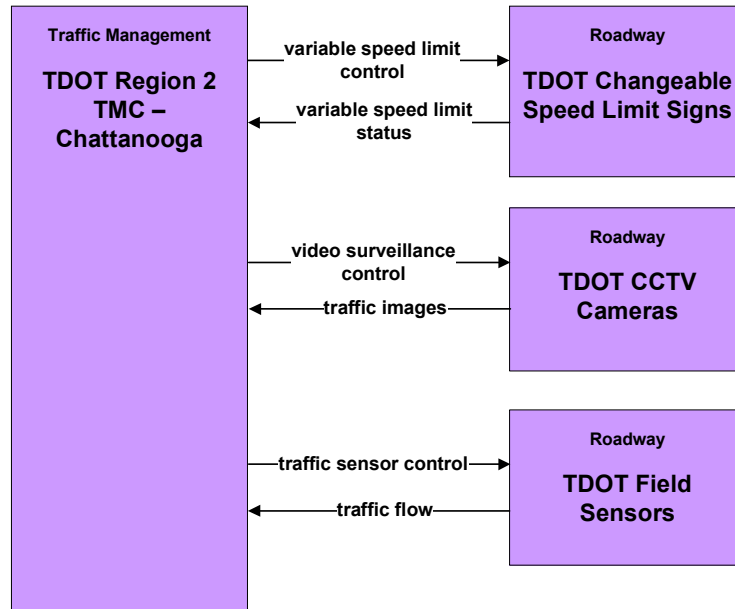 Traffic Management
TDOT Region 2
TMC –
Chattanooga
variable speed limit
control
variable speed limit
status
Roadway
TDOT Changeable
Speed Limit Signs
video surveillance
control
traffic images
Roadway
TDOT CCTV
Cameras
traffic sensor control
traffic flow
Roadway
TDOT Field
Sensors